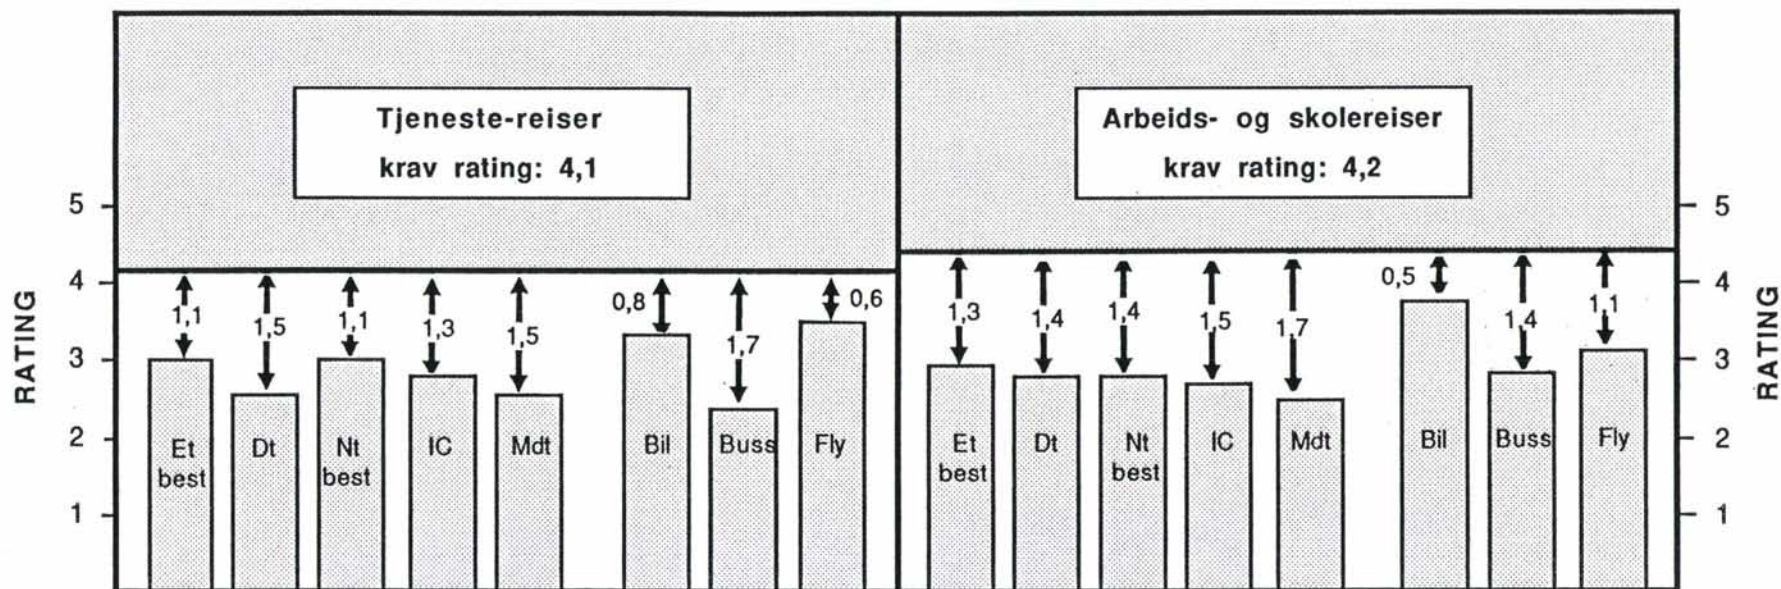 Tjeneste-reiser
krav rating: 4,1
RATING
5
4
3
2
1
1,1
1,5
1,1
1,3
1,5
0,8
1,7
0,6
Et
best
Dt
Nt
best
IC
Mdt
Bil
Buss
Fly
Arbeids- og skolereiser
krav rating: 4,2
1,3
1,4
1,4
1,5
1,7
0,5
1,4
1,1
Et
best
Dt
Nt
best
IC
Mdt
Bil
Buss
Fly
5
4
3
2
1
RATING